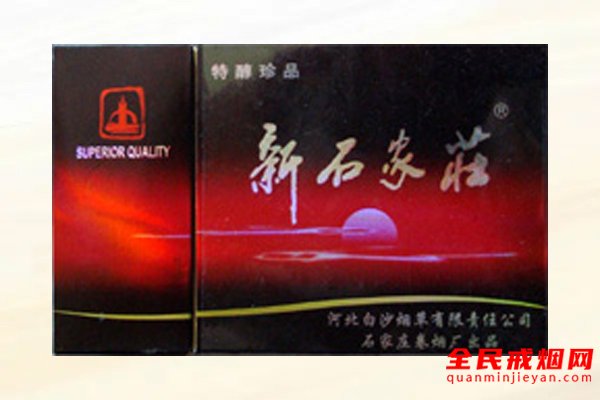 特醇珍品
新石家莊®
SUPERIOR QUALITY
河北白沙烟草有限责任公司
石家庄卷烟厂出品
全民戒烟网
quanminjieyan.com